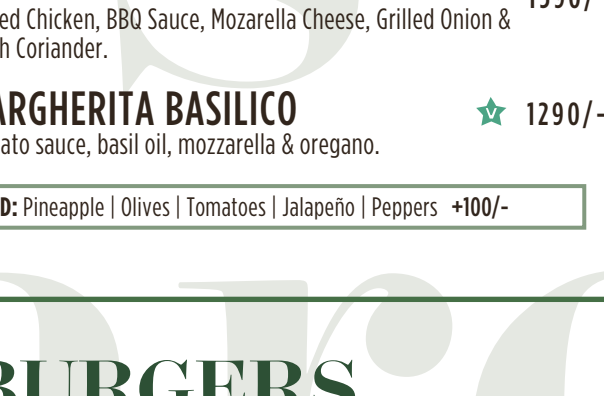 ed Chicken, BBQ Sauce, Mozarella Cheese, Grilled Onion &
h Coriander.
ARGHERITA BASILICO V 1290/-
ato sauce, basil oil, mozzarella & oregano.
D: Pineapple | Olives | Tomatoes | Jalapeño | Peppers +100/-
BURGERS